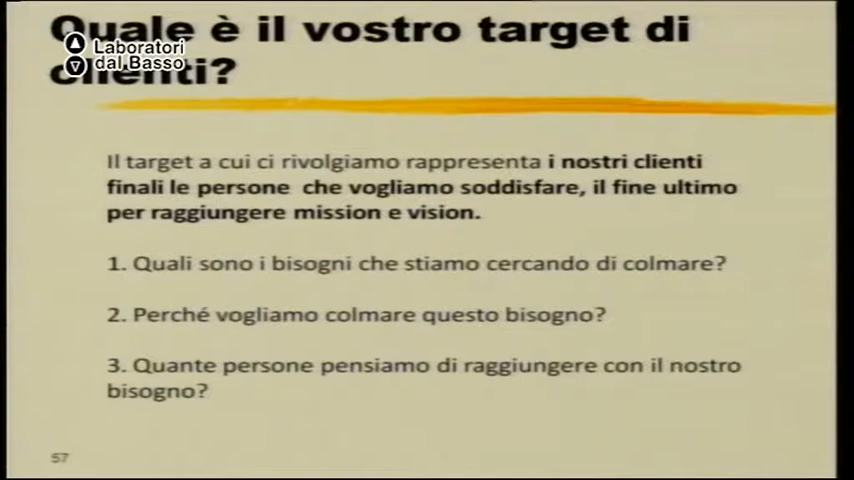 Quale è il vostro target di
clienti?
Laboratori
dal Basso
Il target a cui ci rivolgiamo rappresenta i nostri clienti
finali le persone che vogliamo soddisfare, il fine ultimo
per raggiungere mission e vision.
1. Quali sono i bisogni che stiamo cercando di colmare?
2. Perché vogliamo colmare questo bisogno?
3. Quante persone pensiamo di raggiungere con il nostro
bisogno?
57